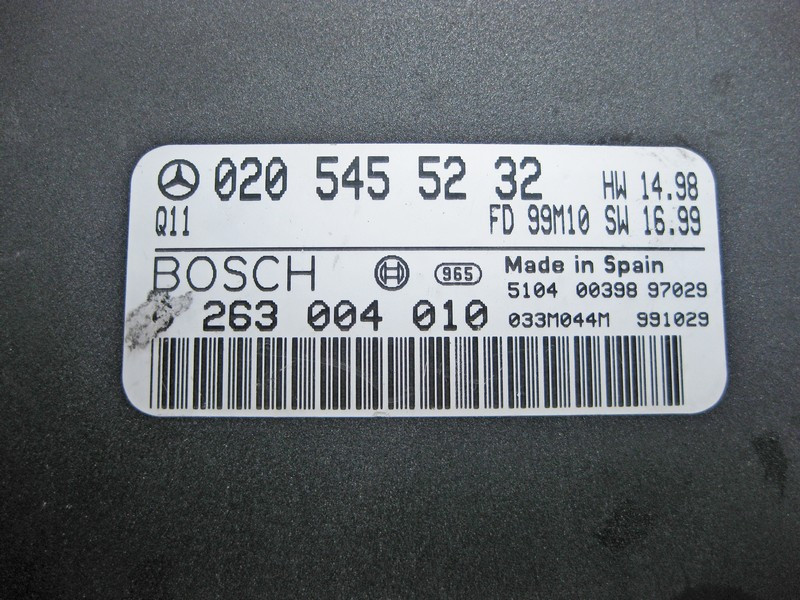 020 545 52 32 HW 14.98
Q11 FD 99M10 SW 16.99
BOSCH 965 Made in Spain
5104 00398 97029
263 004 010 033M044M 991029